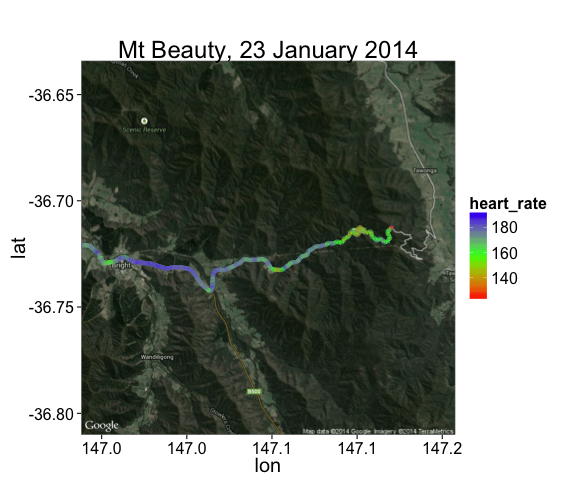 Mt Beauty, 23 January 2014
-36.65
-36.70
-36.75
-36.80
lat
Scenic Reserve
Tawonga
Bright
Wandiligong
B500
Google
Map data ©2014 Google Imagery ©2014 TerraMetrics
147.0
147.0
147.1
147.1
147.2
lon
heart_rate
180
160
140